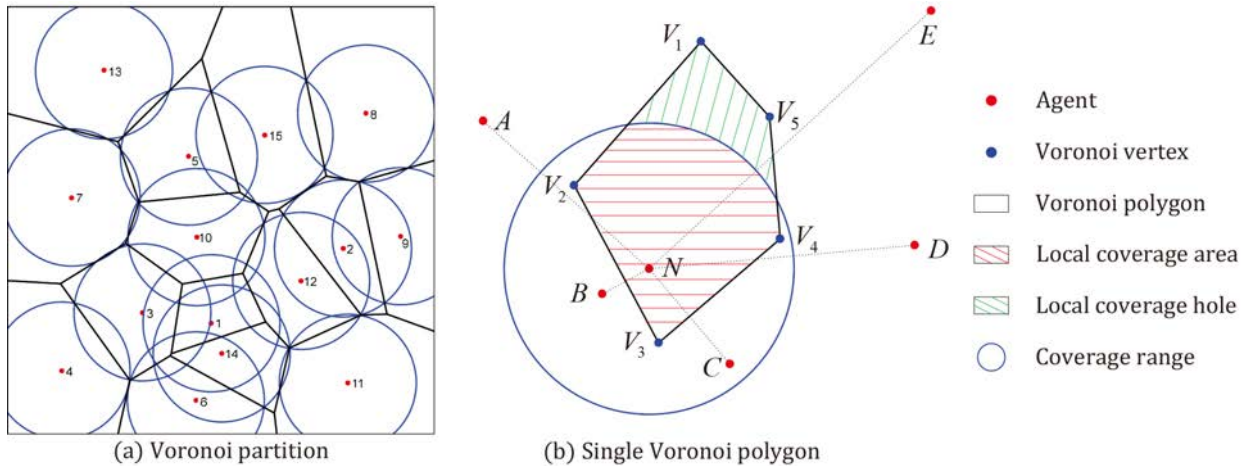 13
8
15
5
7
10
9
2
12
3
1
14
4
11
6
(a) Voronoi partition
V1
E
A
V5
V2
V4
D
N
B
V3
C
(b) Single Voronoi polygon
Agent
Voronoi vertex
Voronoi polygon
Local coverage area
Local coverage hole
Coverage range